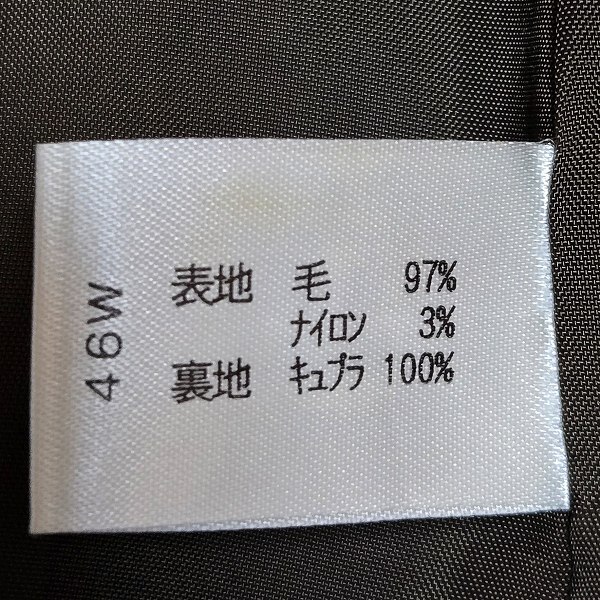 表地 毛 97%
ナイロン 3%
裏地 キュプラ 100%
46W